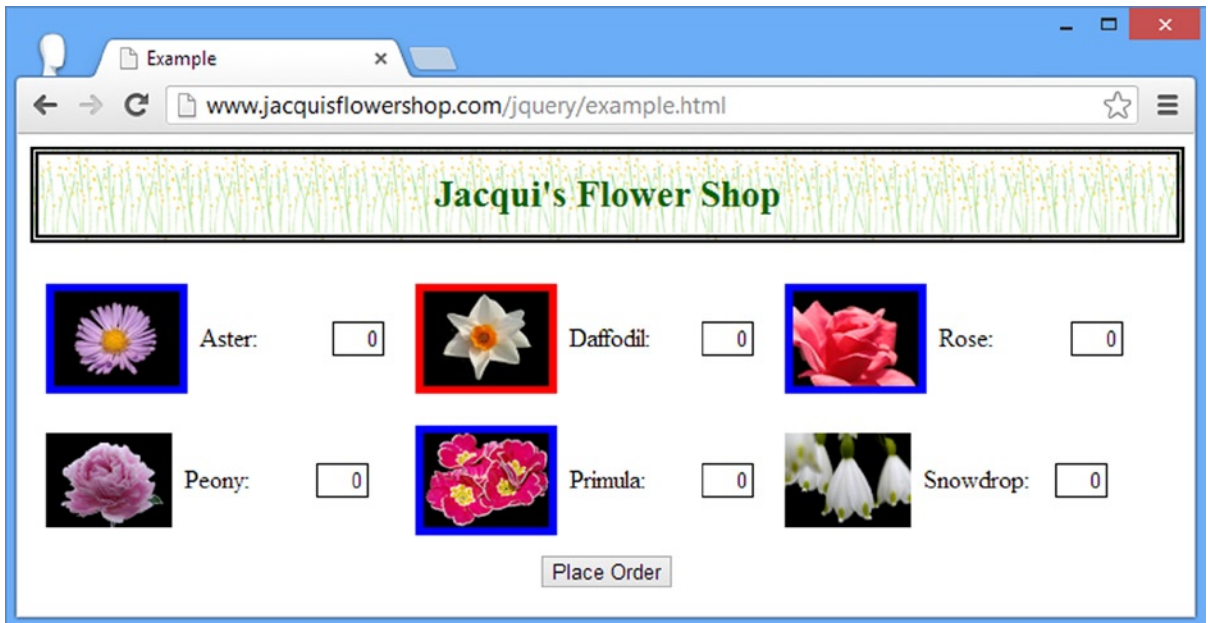 Example
www.jacquisflowershop.com/jquery/example.html
Jacqui's Flower Shop
Aster: 0 Daffodil: 0 Rose: 0
Peony: 0 Primula: 0 Snowdrop: 0
Place Order